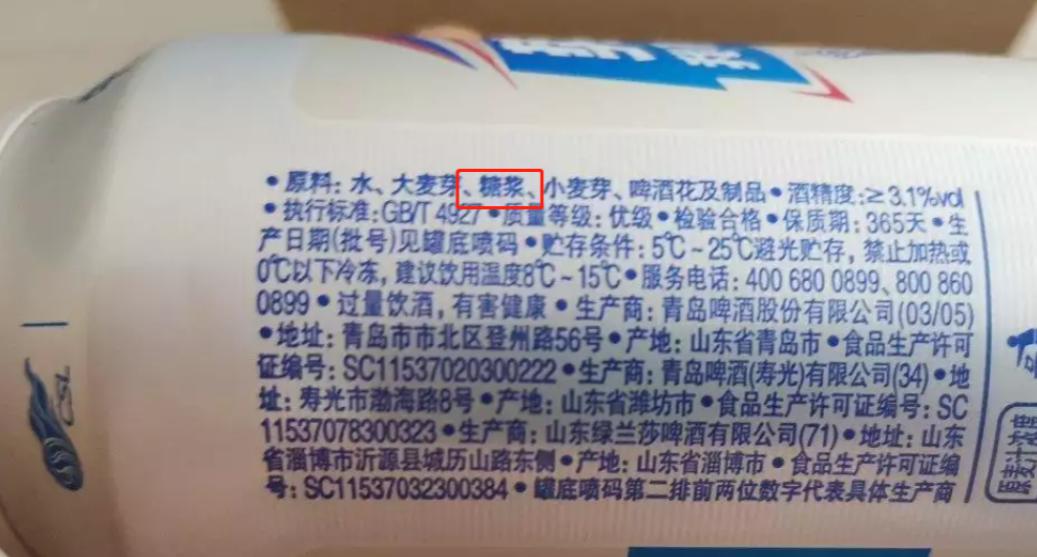 • 原料: 水、大麦芽、糖浆、小麦芽、啤酒花及制品 • 酒精度:≥3.1%vol
• 执行标准:GB/T 4927 • 质量等级: 优级 • 检验合格 • 保质期: 365天 • 生
产日期(批号)见罐底喷码 • 贮存条件: 5℃~25℃避光贮存, 禁止加热或
0℃以下冷冻, 建议饮用温度8℃~15℃ • 服务电话: 400 680 0899、800 860
0899 • 过量饮酒, 有害健康 • 生产商: 青岛啤酒股份有限公司(03/05)
• 地址: 青岛市市北区登州路56号 • 产地: 山东省青岛市 • 食品生产许可
证编号: SC11537020300222 • 生产商: 青岛啤酒(寿光)有限公司(34) • 地
址: 寿光市渤海路8号 • 产地: 山东省潍坊市 • 食品生产许可证编号: SC
11537078300323 • 生产商: 山东绿兰莎啤酒有限公司(71) • 地址: 山东
省淄博市沂源县城历山路东侧 • 产地: 山东省淄博市 • 食品生产许可证编
号: SC11537032300384 • 罐底喷码第二排前两位数字代表具体生产商
CSL
原麦汁浓度